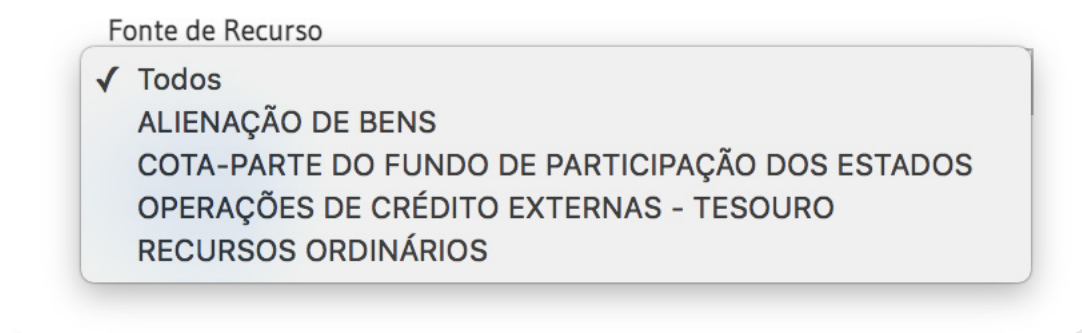 Fonte de Recurso
✓ Todos
ALIENAÇÃO DE BENS
COTA-PARTE DO FUNDO DE PARTICIPAÇÃO DOS ESTADOS
OPERAÇÕES DE CRÉDITO EXTERNAS - TESOURO
RECURSOS ORDINÁRIOS